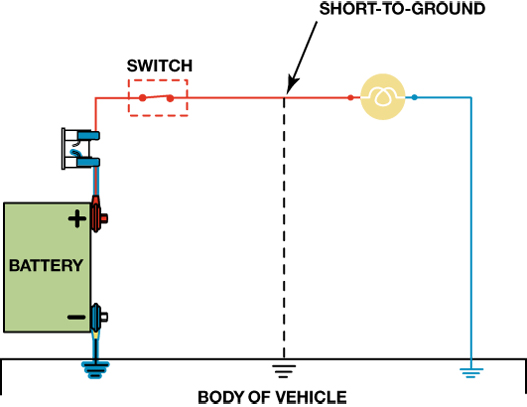 SHORT-TO-GROUND
SWITCH
+
BATTERY
−
BODY OF VEHICLE